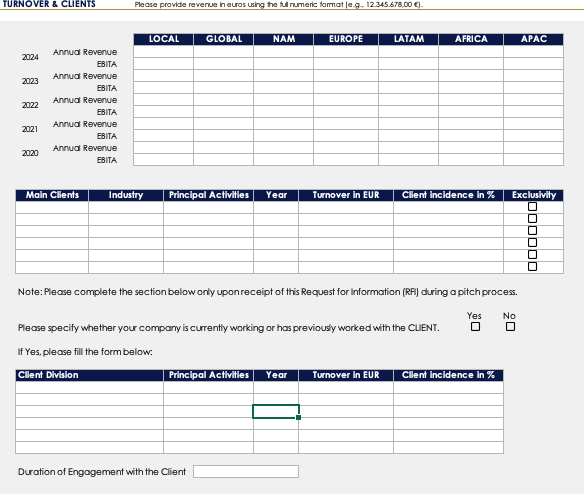 TURNOVER & CLIENTS Please provide revenue in euros using the full numeric format (e.g., 12.345.678,00 €).
LOCAL GLOBAL NAM EUROPE LATAM AFRICA APAC
2024 Annual Revenue
EBITA
2023 Annual Revenue
EBITA
2022 Annual Revenue
EBITA
2021 Annual Revenue
EBITA
2020 Annual Revenue
EBITA
Main Clients Industry Principal Activities Year Turnover in EUR Client incidence in % Exclusivity
Note: Please complete the section below only upon receipt of this Request for Information (RFI) during a pitch process.
Yes No
Please specify whether your company is currently working or has previously worked with the CLIENT.
If Yes, please fill the form below:
Client Division Principal Activities Year Turnover in EUR Client incidence in %
Duration of Engagement with the Client